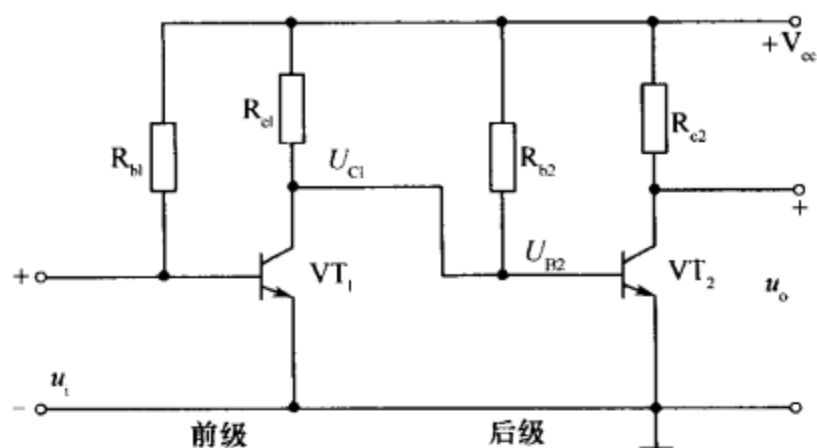 +V_cc
R_b1
R_c1
U_C1
R_b2
R_c2
+
+
VT_1
U_B2
VT_2
u_o
u_i
−
前级
后级